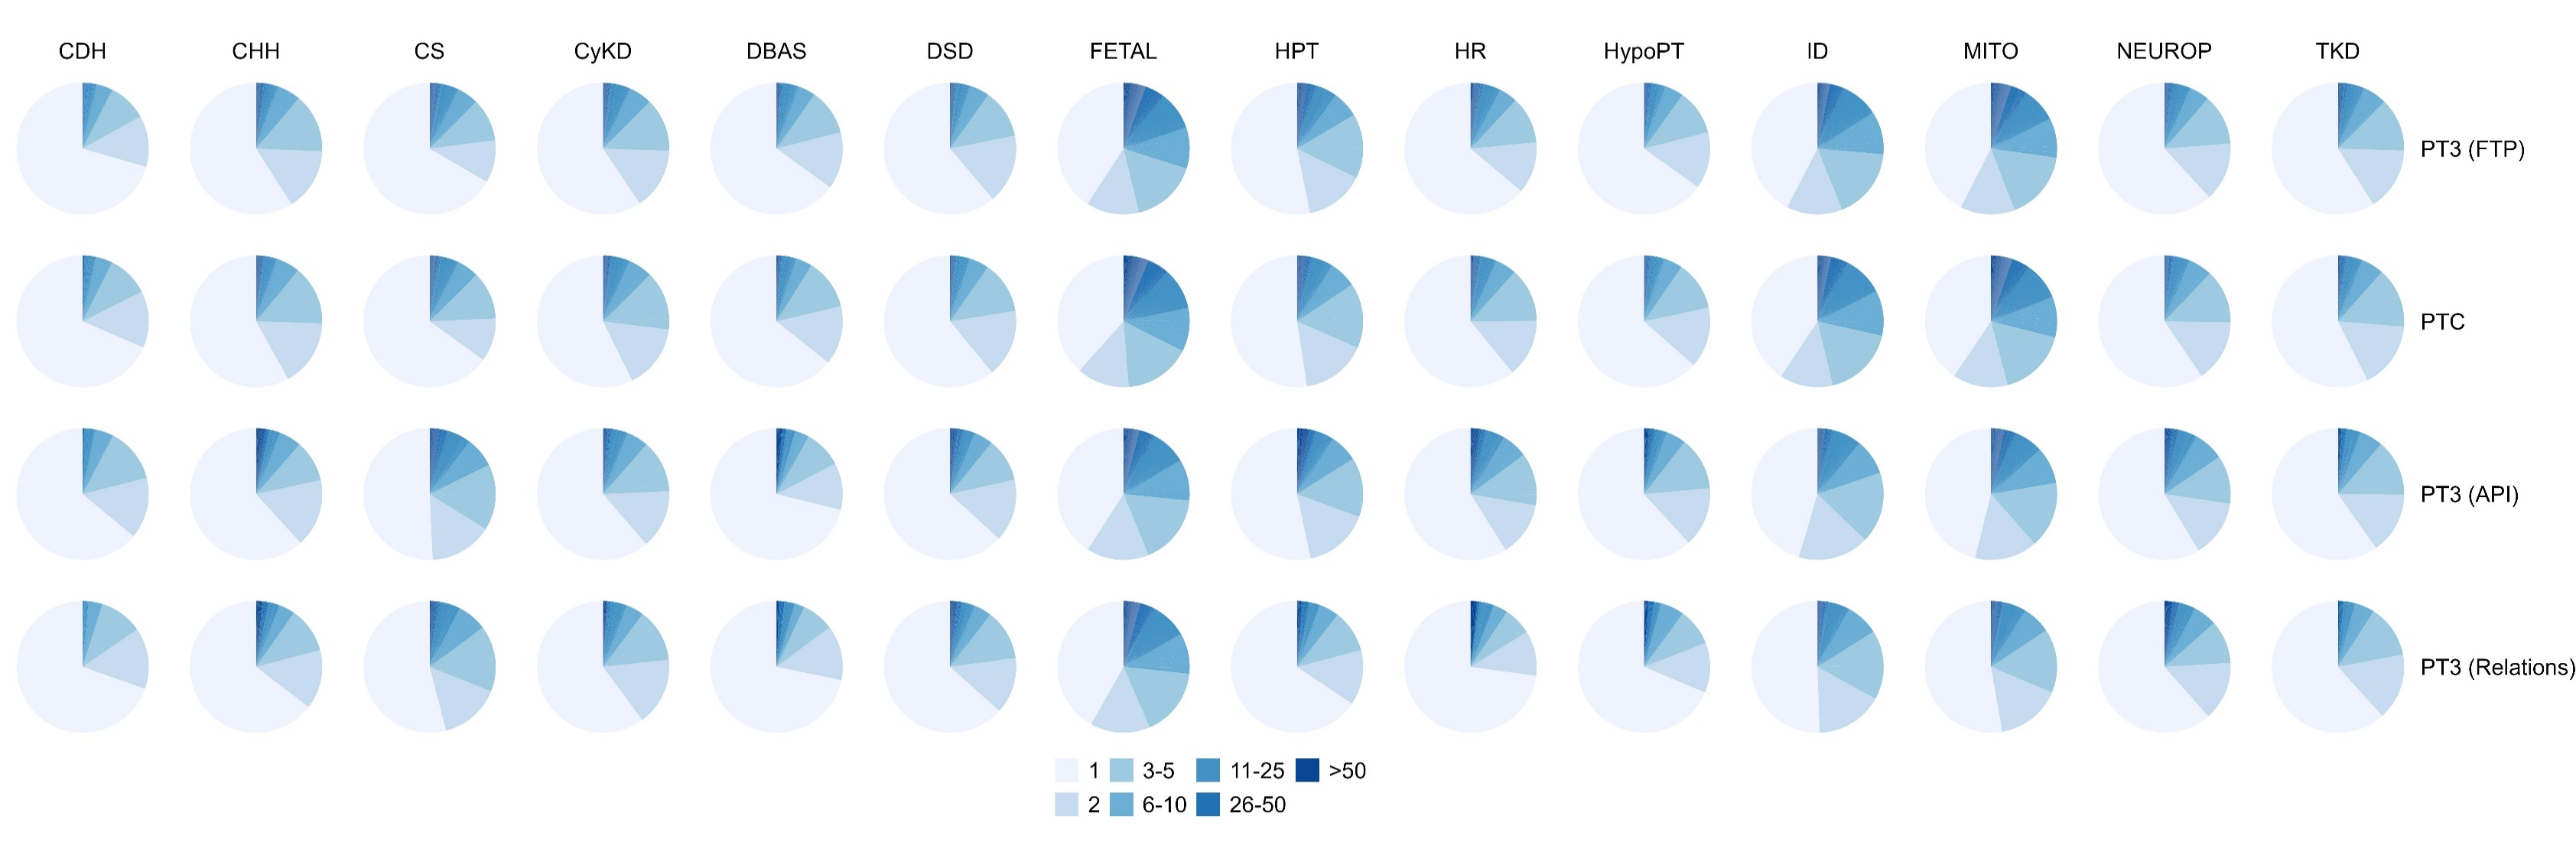 CDH CHH CS CyKD DBAS DSD FETAL HPT HR HypoPT ID MITO NEUROP TKD
PT3 (FTP)
PTC
PT3 (API)
PT3 (Relations)
1 3-5 11-25 >50
2 6-10 26-50